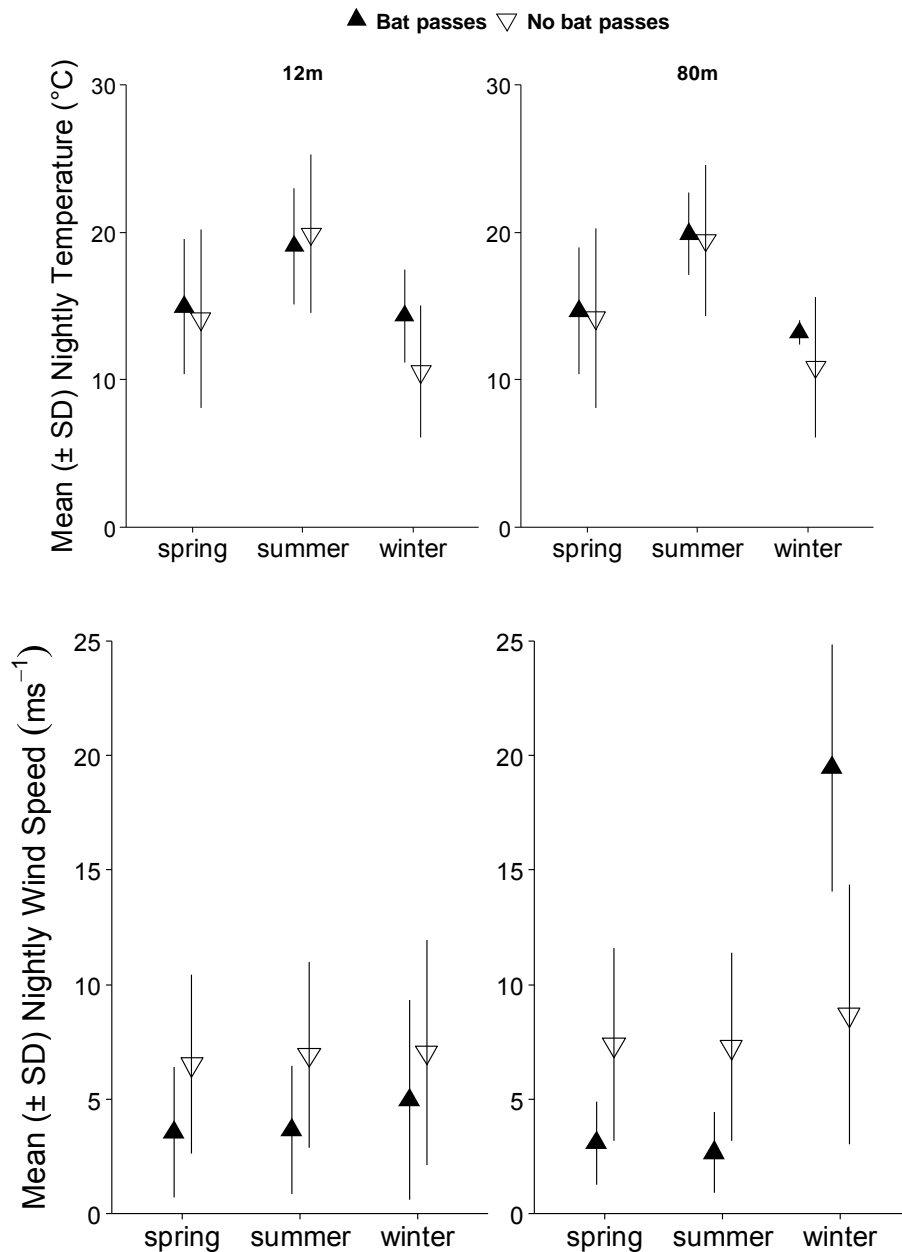 ▲ Bat passes ▽ No bat passes
12m
80m
Mean (± SD) Nightly Temperature (°C)
30
20
10
0
spring summer winter
30
20
10
0
spring summer winter
Mean (± SD) Nightly Wind Speed (ms⁻¹)
25
20
15
10
5
0
spring summer winter
25
20
15
10
5
0
spring summer winter